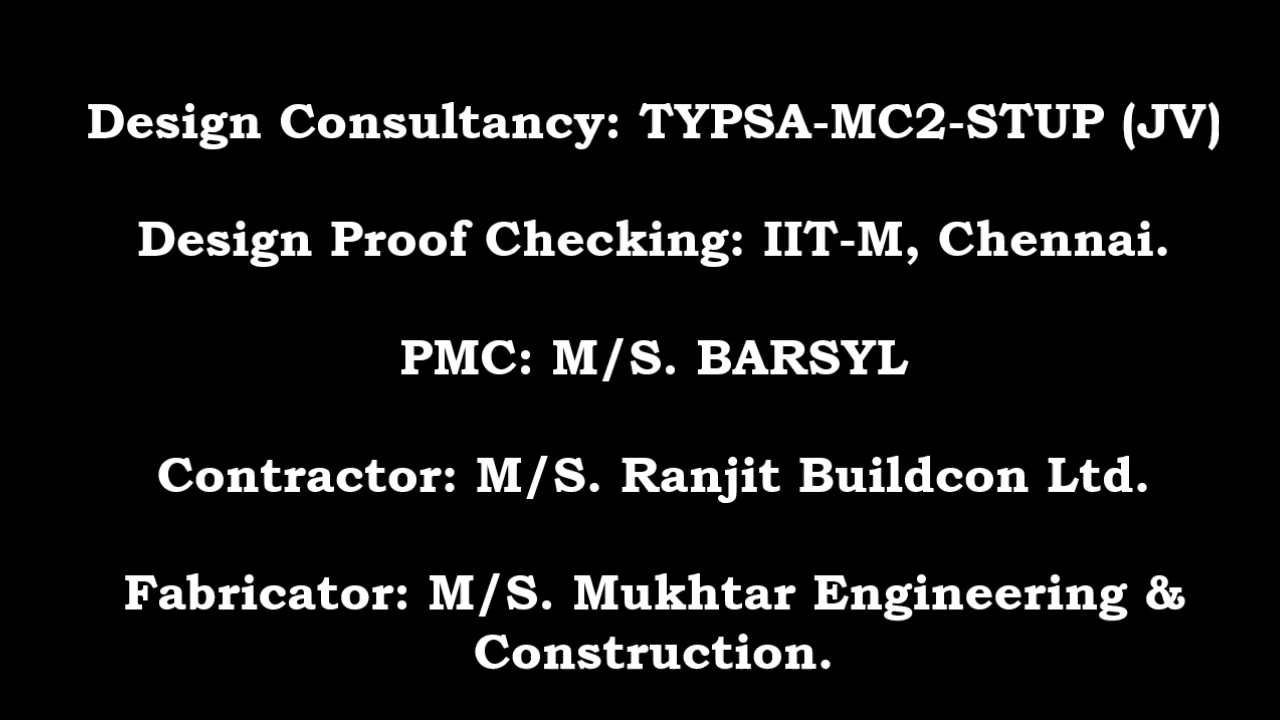 Design Consultancy: TYPSA-MC2-STUP (JV)
Design Proof Checking: IIT-M, Chennai.
PMC: M/S. BARSYL
Contractor: M/S. Ranjit Buildcon Ltd.
Fabricator: M/S. Mukhtar Engineering &
Construction.